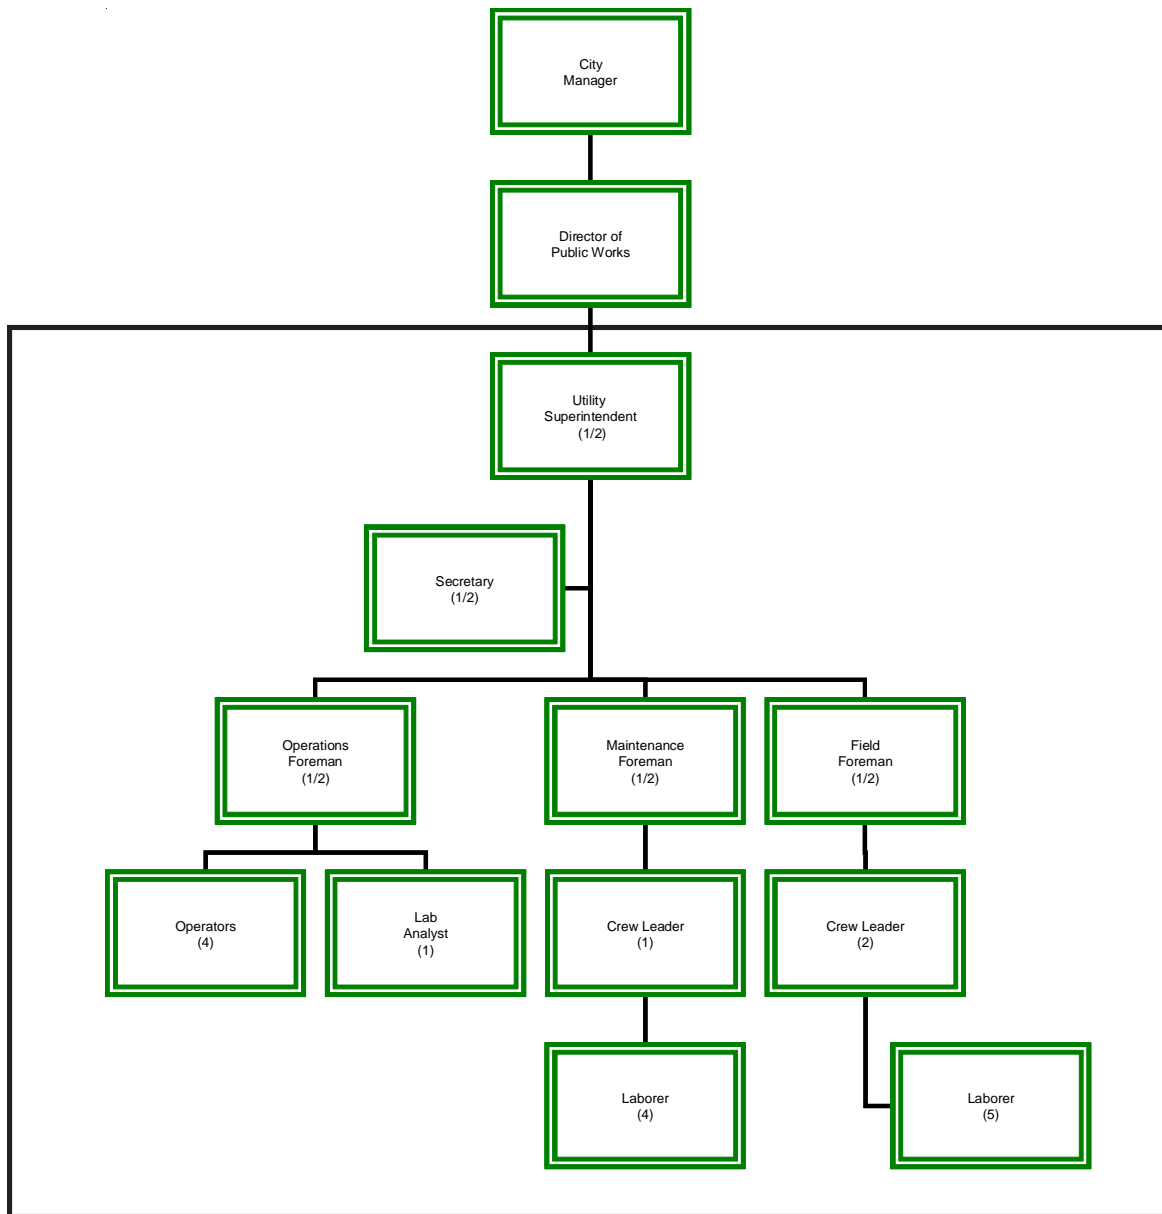 City
Manager
Director of
Public Works
Utility
Superintendent
(1/2)
Secretary
(1/2)
Operations
Foreman
(1/2)
Maintenance
Foreman
(1/2)
Field
Foreman
(1/2)
Operators
(4)
Lab
Analyst
(1)
Crew Leader
(1)
Crew Leader
(2)
Laborer
(4)
Laborer
(5)